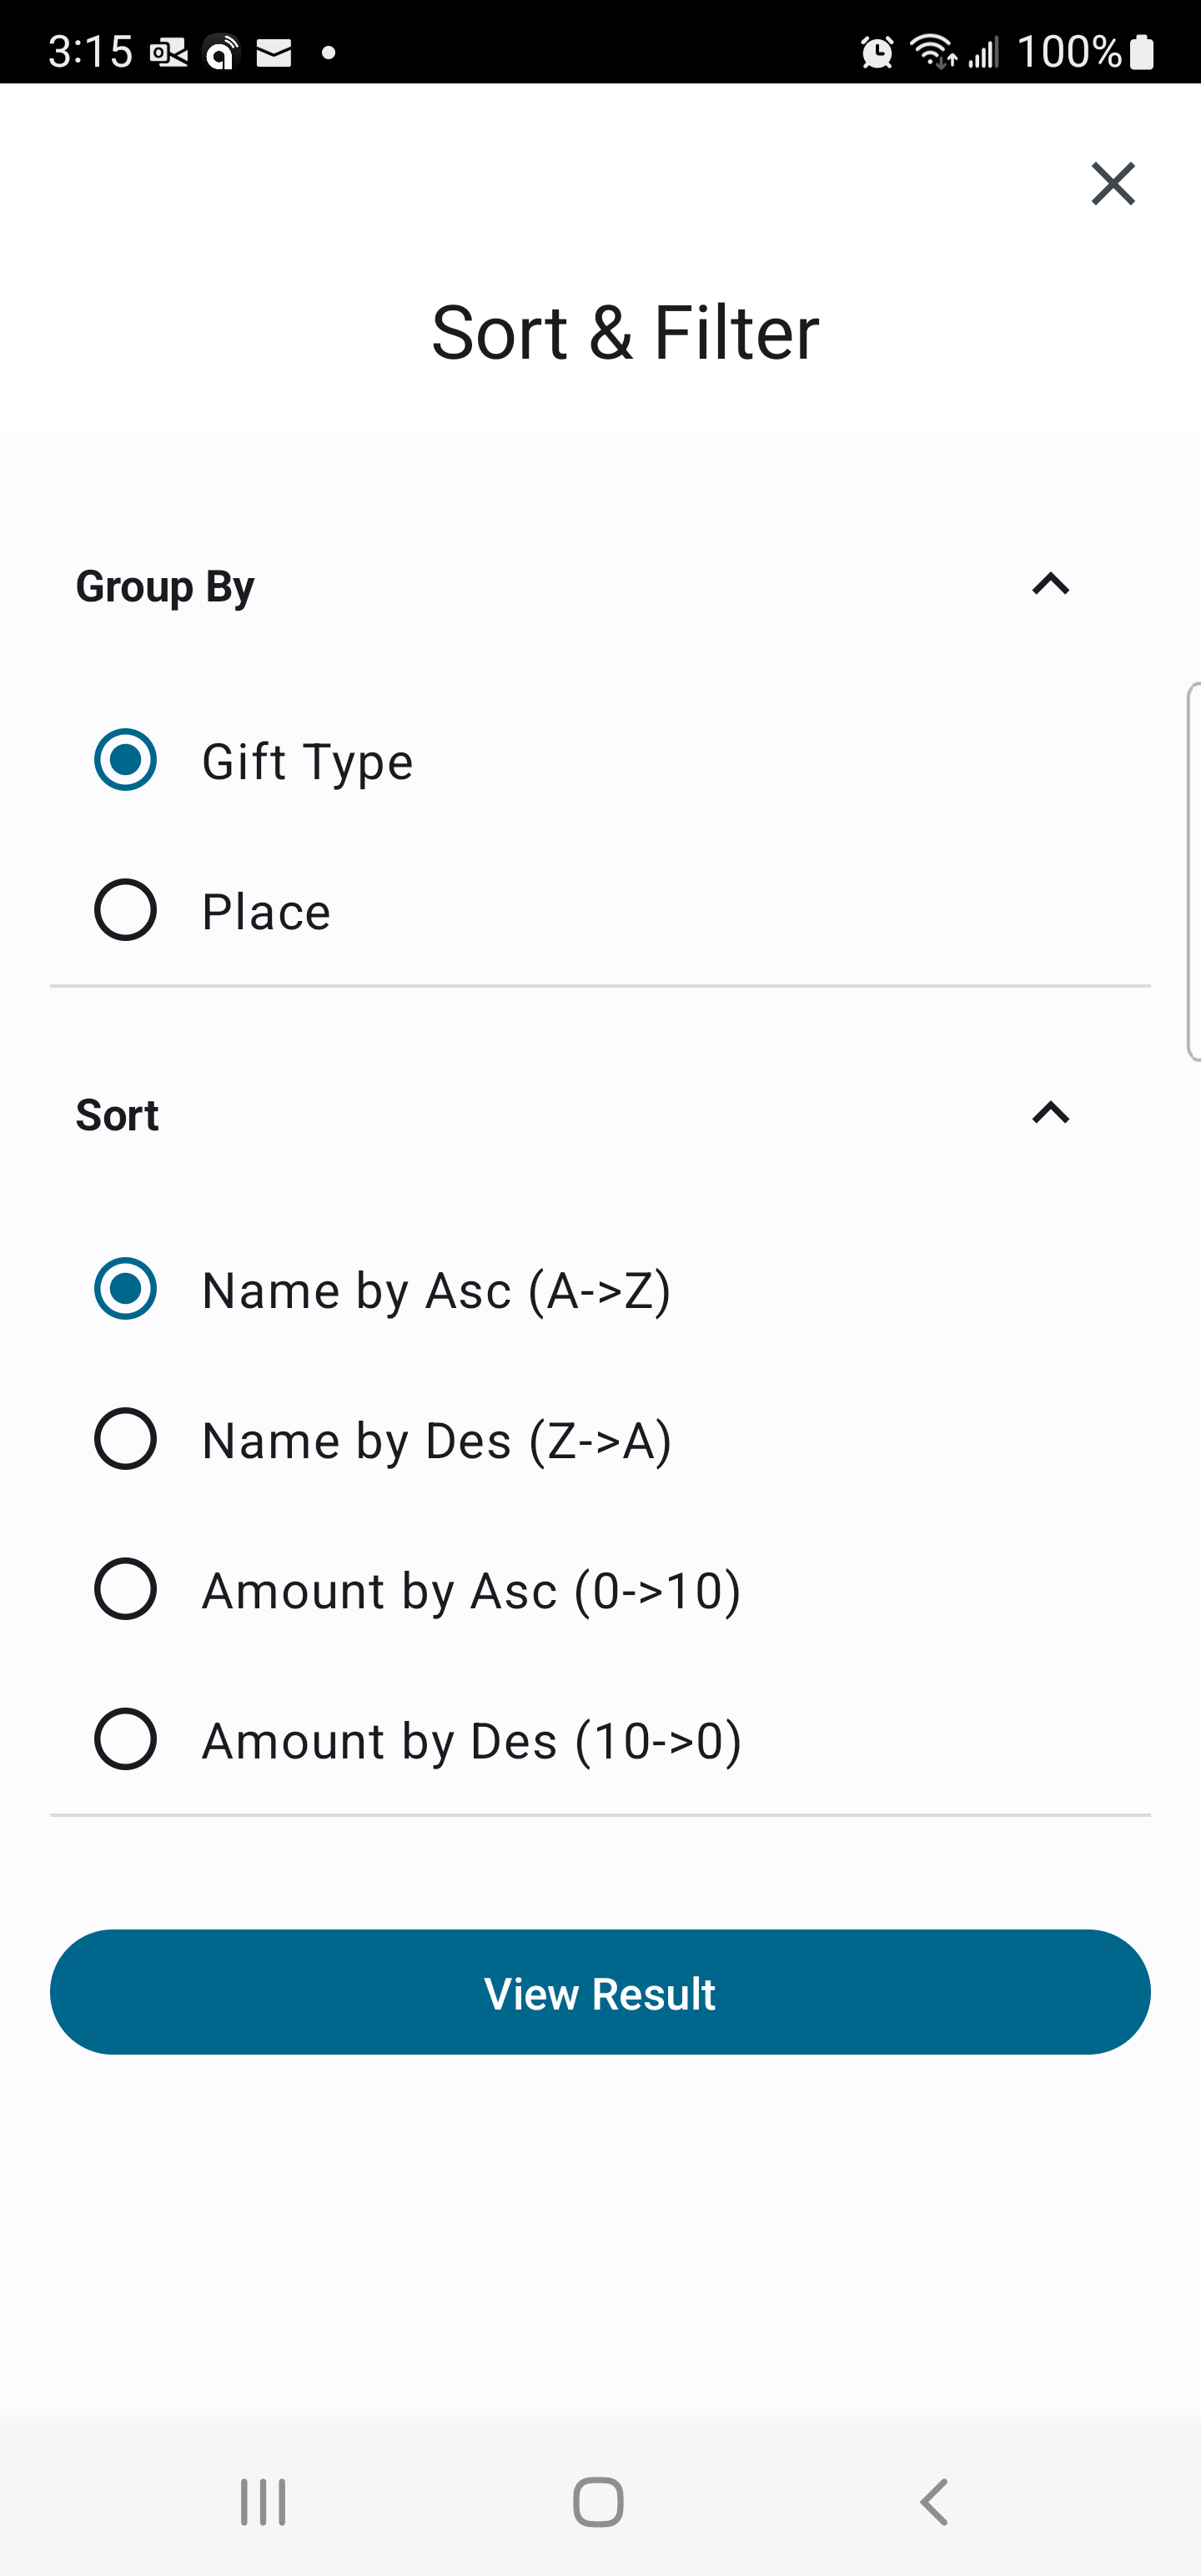 3:15 100%
Sort & Filter
Group By
Gift Type
Place
Sort
Name by Asc (A->Z)
Name by Des (Z->A)
Amount by Asc (0->10)
Amount by Des (10->0)
View Result